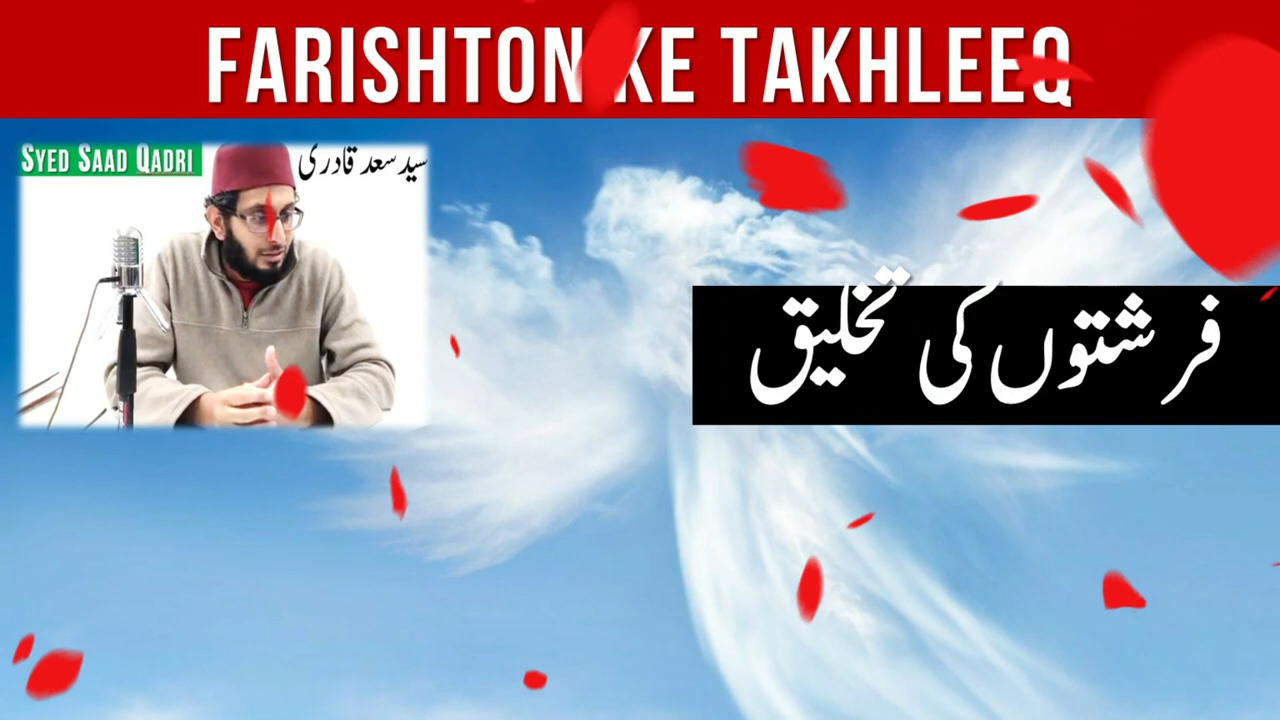 FARISHTON KE TAKHLEEQ
SYED SAAD QADRI
سید سعد قادری
فرشتوں کی تخلیق